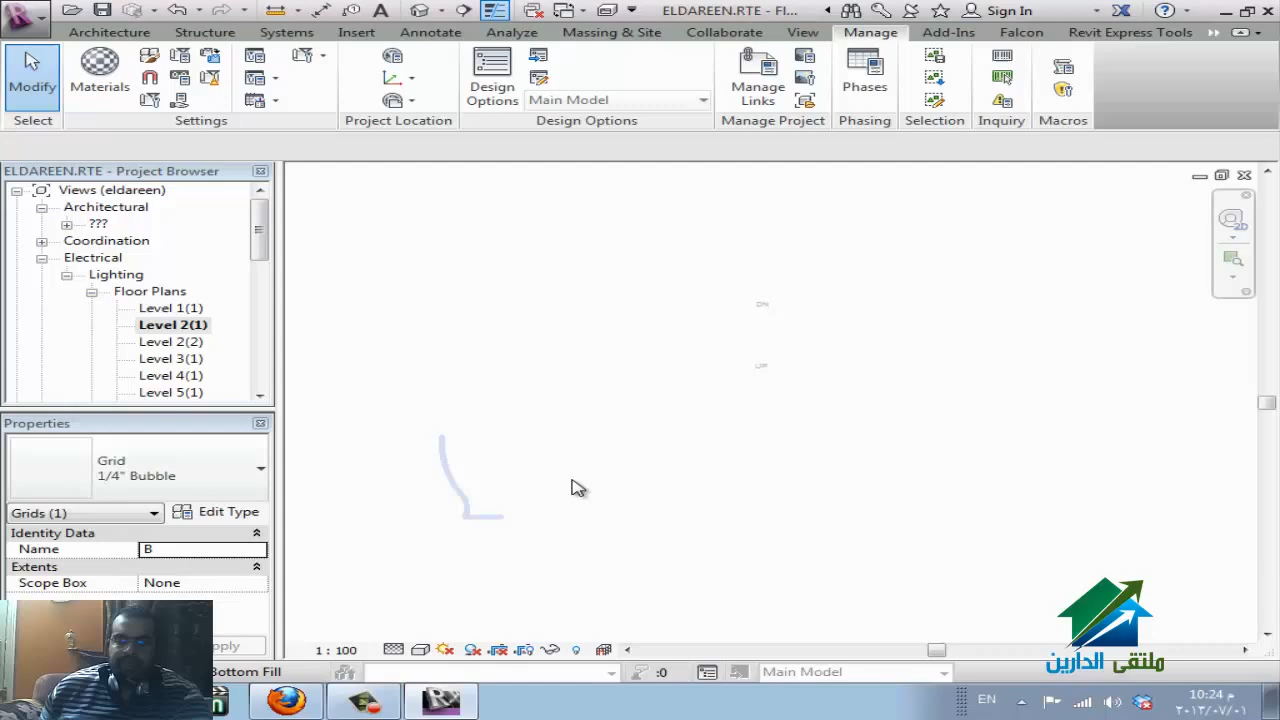 ELDAREEN.RTE - Fl...
Sign In
Architecture
Structure
Systems
Insert
Annotate
Analyze
Massing & Site
Collaborate
View
Manage
Add-Ins
Falcon
Revit Express Tools
Modify
Materials
Design Options
Main Model
Manage Links
Phases
Select
Settings
Project Location
Design Options
Manage Project
Phasing
Selection
Inquiry
Macros
ELDAREEN.RTE - Project Browser
Views (eldareen)
Architectural
???
Coordination
Electrical
Lighting
Floor Plans
Level 1(1)
Level 2(1)
Level 2(2)
Level 3(1)
Level 4(1)
Level 5(1)
Properties
Grid
1/4" Bubble
Grids (1)
Edit Type
Identity Data
Name
B
Extents
Scope Box
None
2D
1 : 100
ملتقى الدارين
Bottom Fill
:0
Main Model
EN
10:24 م
٢٠١٣/٠٧/٠١